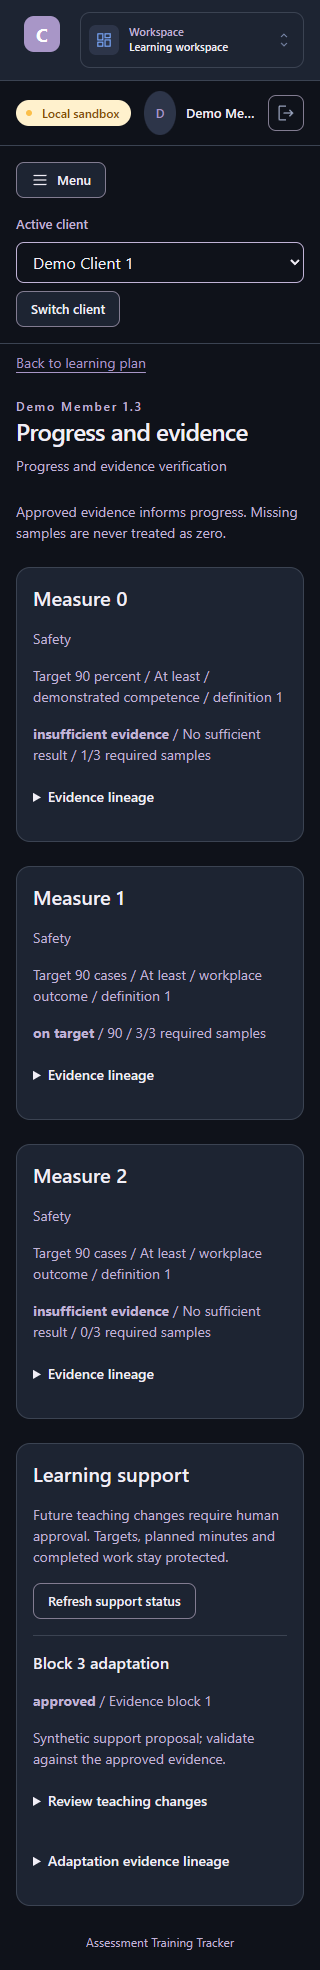 C
Workspace
Learning workspace
Local sandbox
D
Demo Me...
Menu
Active client
Demo Client 1
Switch client
Back to learning plan
Demo Member 1.3
Progress and evidence
Progress and evidence verification
Approved evidence informs progress. Missing
samples are never treated as zero.
Measure 0
Safety
Target 90 percent / At least /
demonstrated competence / definition 1
insufficient evidence / No sufficient
result / 1/3 required samples
Evidence lineage
Measure 1
Safety
Target 90 cases / At least / workplace
outcome / definition 1
on target / 90 / 3/3 required samples
Evidence lineage
Measure 2
Safety
Target 90 cases / At least / workplace
outcome / definition 1
insufficient evidence / No sufficient
result / 0/3 required samples
Evidence lineage
Learning support
Future teaching changes require human
approval. Targets, planned minutes and
completed work stay protected.
Refresh support status
Block 3 adaptation
approved / Evidence block 1
Synthetic support proposal; validate
against the approved evidence.
Review teaching changes
Adaptation evidence lineage
Assessment Training Tracker